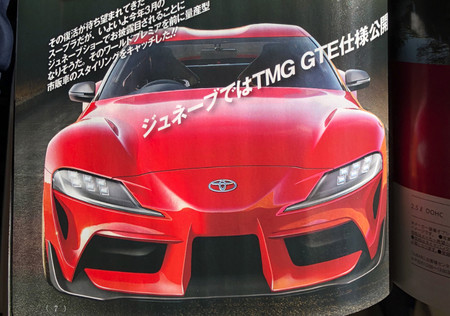 その復活が待ち望まれてきた
スープラだが、いよいよ今年3月の
ジュネーブショーでお披露目されることに
なりそうだ。そのワールドプレミアを前に量産型
市販車のスタイリングをキャッチした!!
ジュネーブではTMG GTE仕様公開
( 7 )